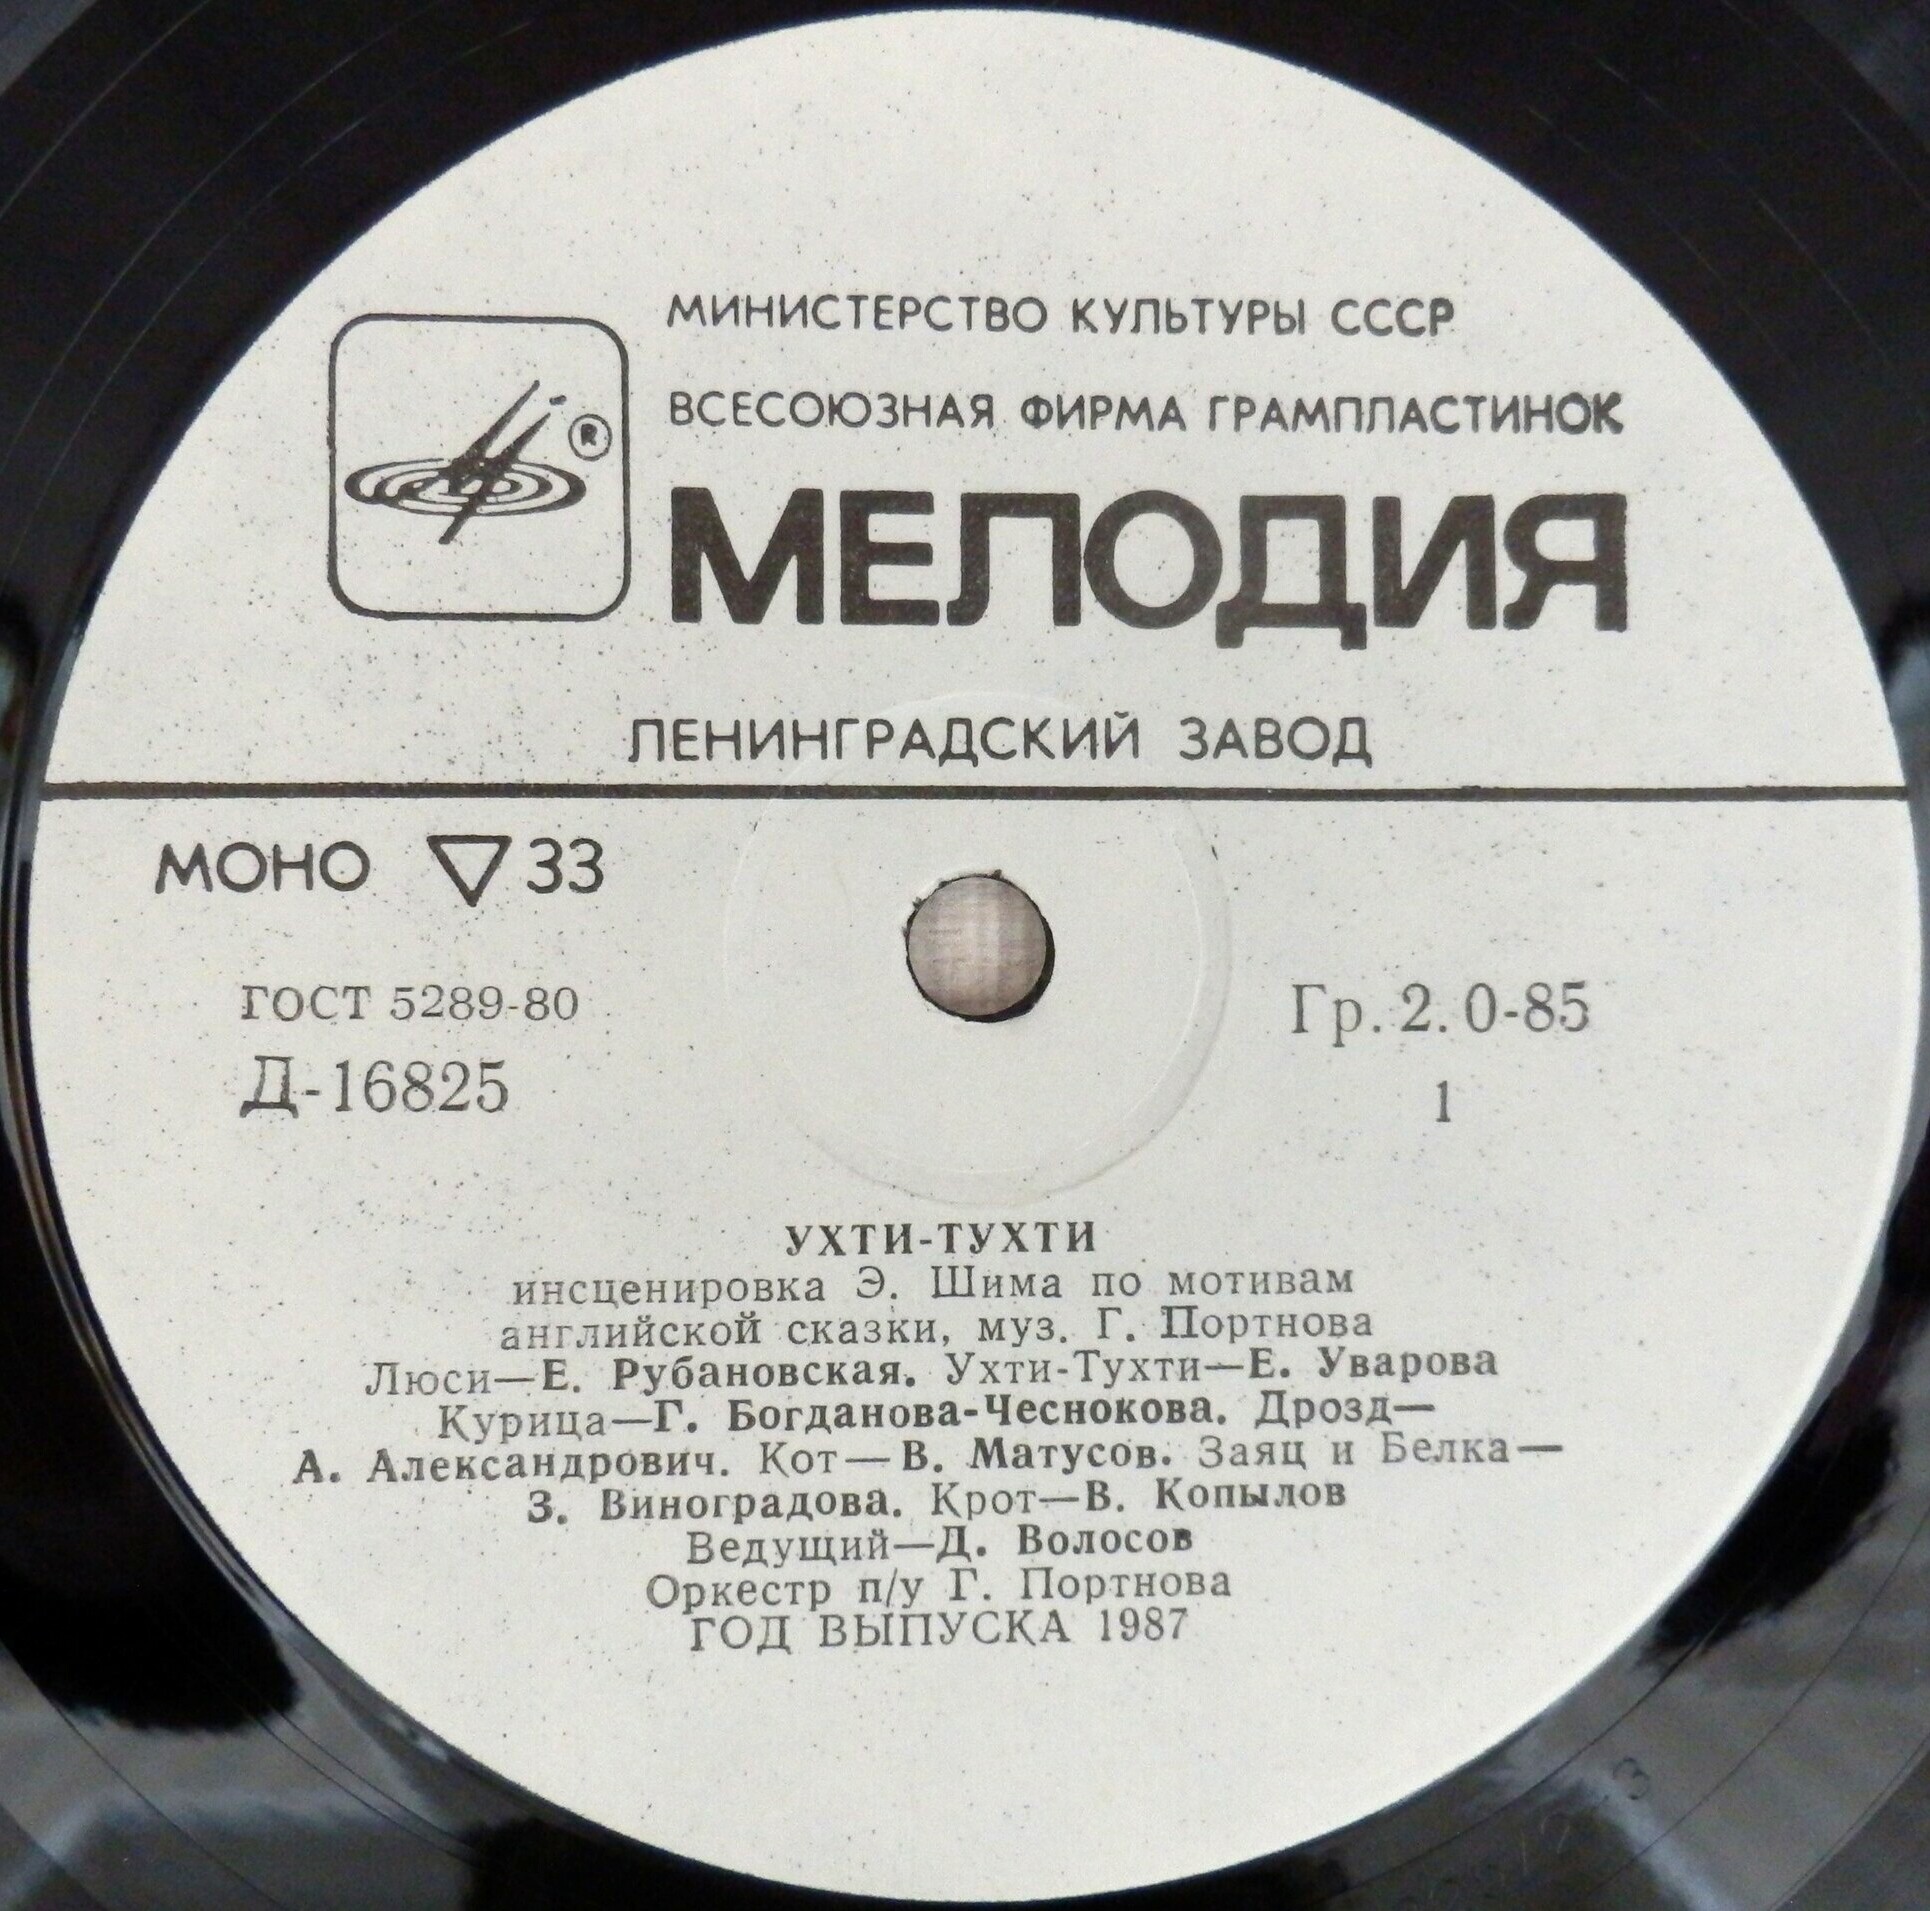 МИНИСТЕРСТВО КУЛЬТУРЫ СССР
ВСЕСОЮЗНАЯ ФИРМА ГРАМПЛАСТИНОК
®
МЕЛОДИЯ
ЛЕНИНГРАДСКИЙ ЗАВОД
МОНО ▽ 33
ГОСТ 5289-80
Гр. 2. 0-85
Д-16825
1
УХТИ-ТУХТИ
инсценировка Э. Шима по мотивам
английской сказки, муз. Г. Портнова
Люси—Е. Рубановская. Ухти-Тухти—Е. Уварова
Курица—Г. Богданова-Чеснокова. Дрозд—
А. Александрович. Кот—В. Матусов. Заяц и Белка—
З. Виноградова. Крот—В. Копылов
Ведущий—Д. Волосов
Оркестр п/у Г. Портнова
ГОД ВЫПУСКА 1987